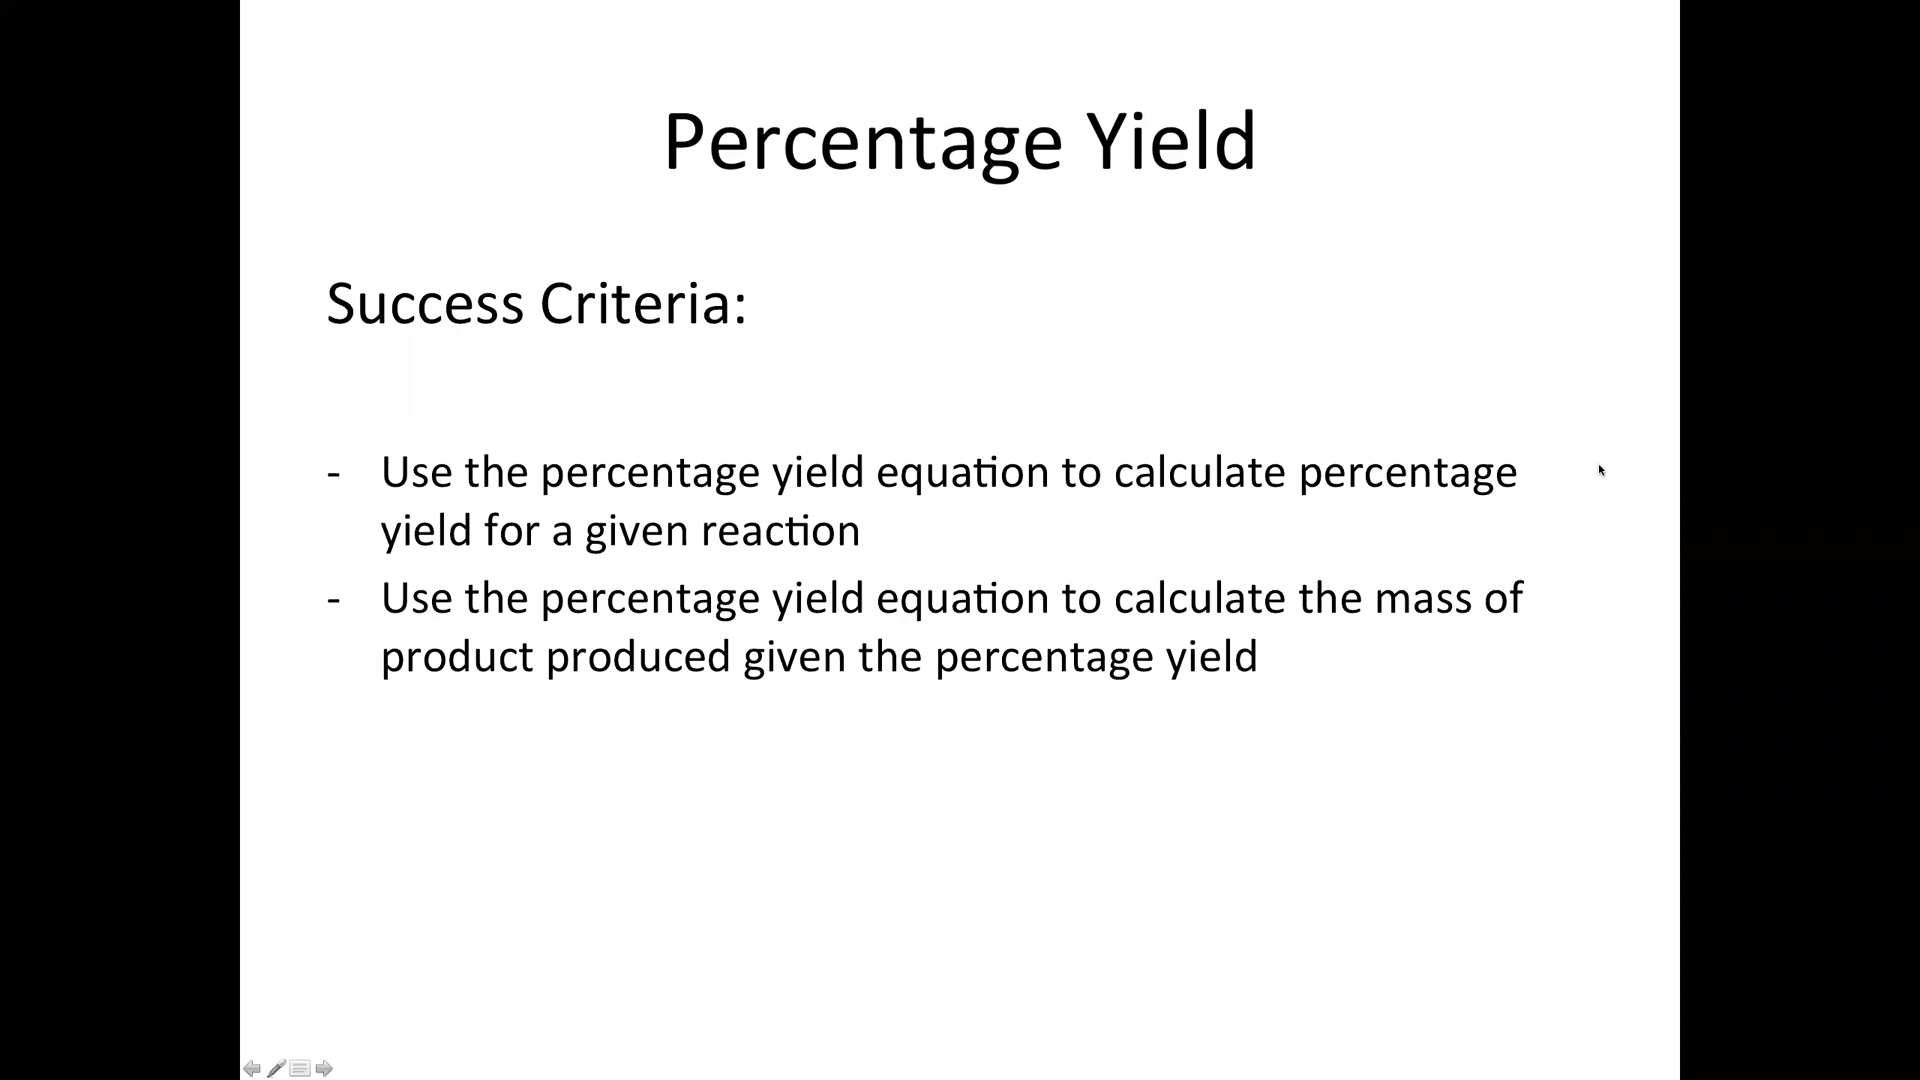 Percentage Yield
Success Criteria:
- Use the percentage yield equation to calculate percentage
yield for a given reaction
- Use the percentage yield equation to calculate the mass of
product produced given the percentage yield